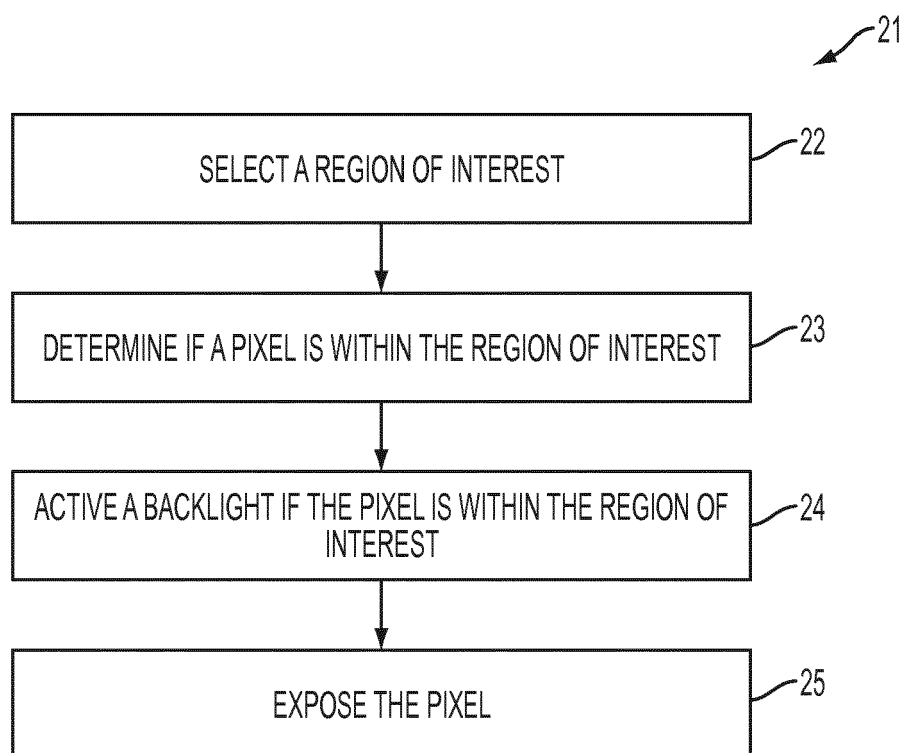 21
SELECT A REGION OF INTEREST
22
DETERMINE IF A PIXEL IS WITHIN THE REGION OF INTEREST
23
ACTIVE A BACKLIGHT IF THE PIXEL IS WITHIN THE REGION OF
INTEREST
24
EXPOSE THE PIXEL
25